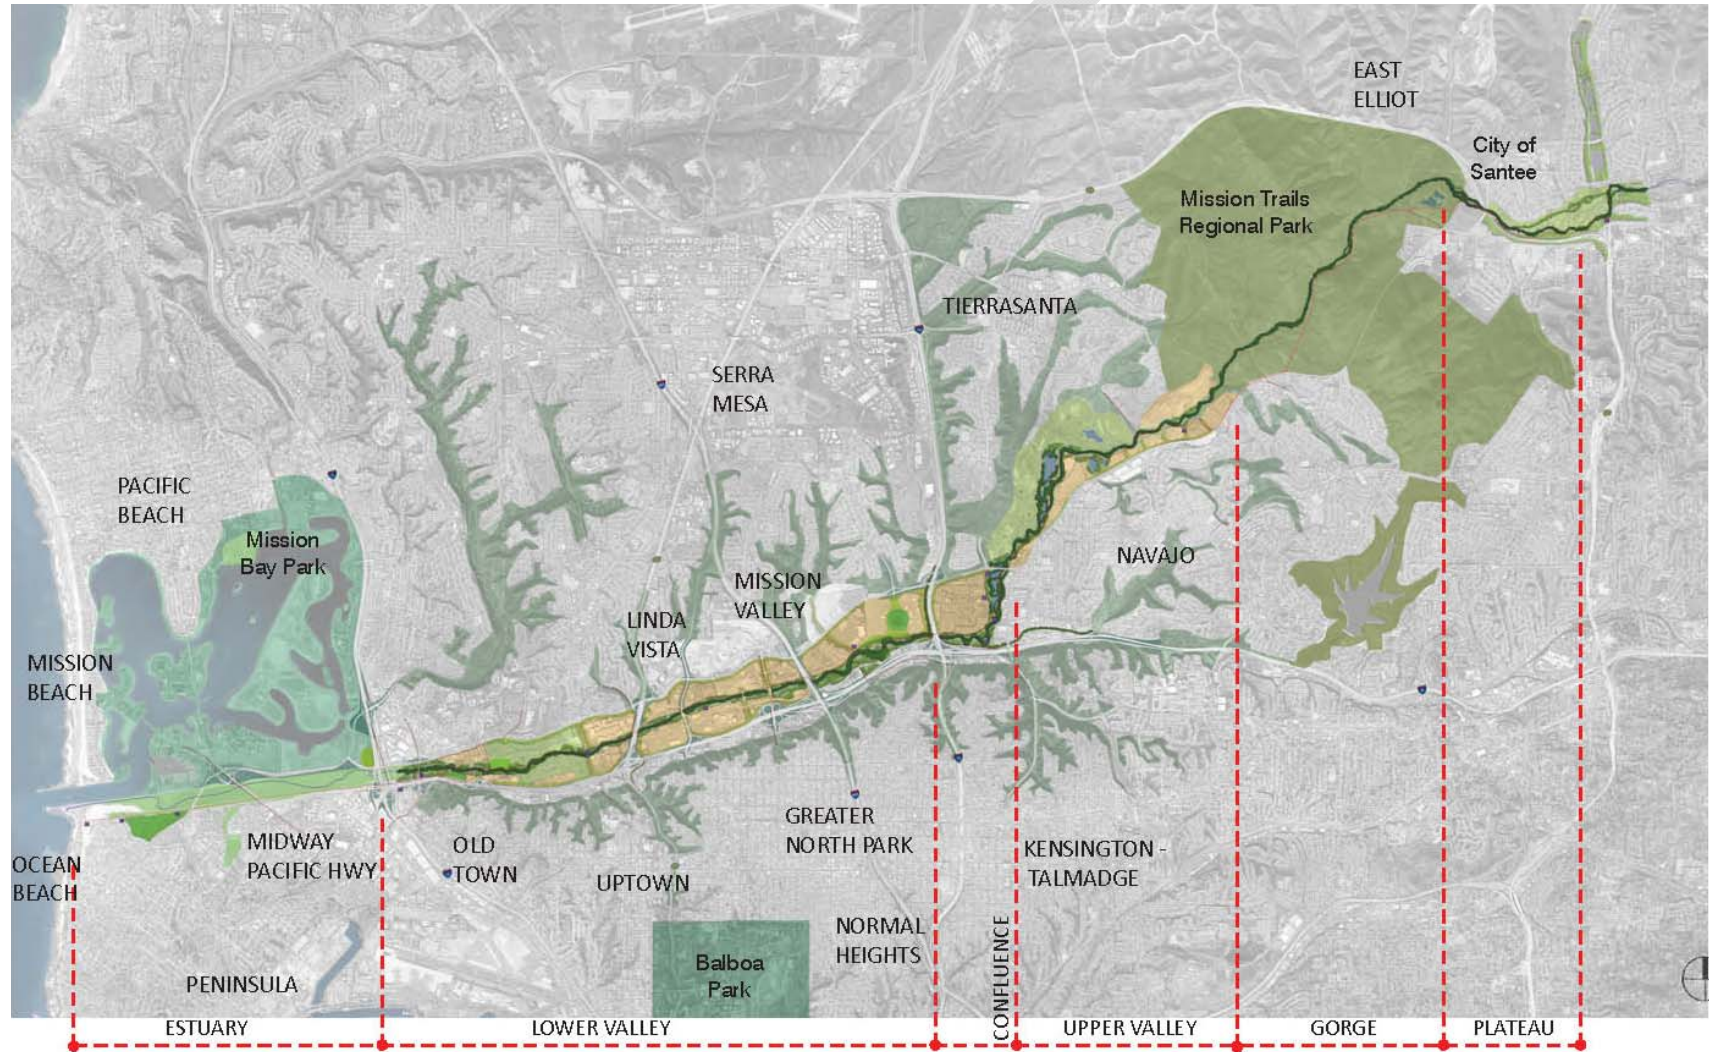 EAST
ELLIOT
City of
Santee
Mission Trails
Regional Park
TIERRASANTA
SERRA
MESA
PACIFIC
BEACH
Mission
Bay Park
NAVAJO
MISSION
VALLEY
LINDA
VISTA
MISSION
BEACH
GREATER
NORTH PARK
MIDWAY
PACIFIC HWY
OLD
TOWN
KENSINGTON -
TALMADGE
OCEAN
BEACH
UPTOWN
NORMAL
HEIGHTS
Balboa
Park
PENINSULA
ESTUARY
LOWER VALLEY
CONFLUENCE
UPPER VALLEY
GORGE
PLATEAU